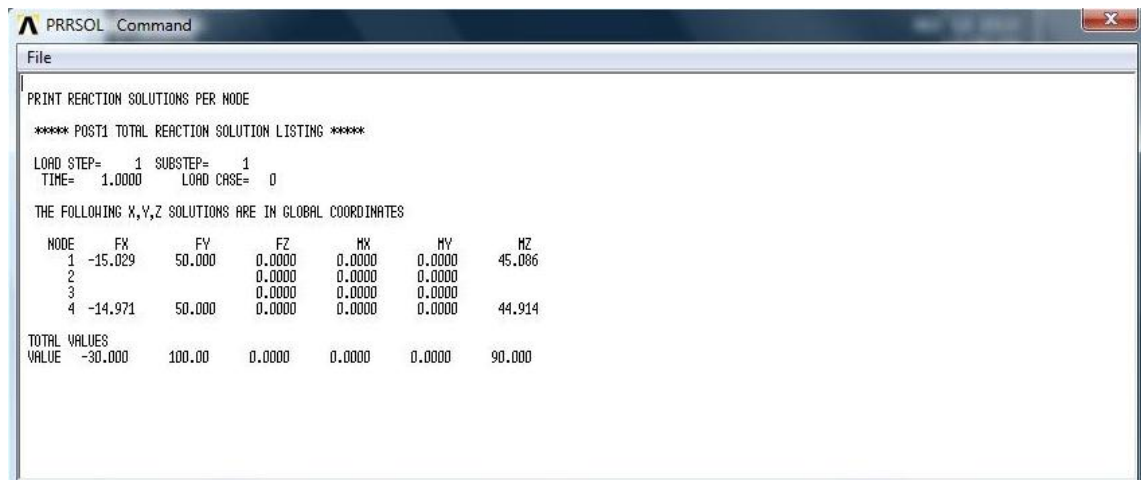 PRRSOL Command
File
PRINT REACTION SOLUTIONS PER NODE
***** POST1 TOTAL REACTION SOLUTION LISTING *****
LOAD STEP= 1 SUBSTEP= 1
TIME= 1.0000 LOAD CASE= 0
THE FOLLOWING X,Y,Z SOLUTIONS ARE IN GLOBAL COORDINATES
NODE FX FY FZ MX MY MZ
1 -15.029 50.000 0.0000 0.0000 0.0000 45.086
2 0.0000 0.0000 0.0000
3 0.0000 0.0000 0.0000
4 -14.971 50.000 0.0000 0.0000 0.0000 44.914
TOTAL VALUES
VALUE -30.000 100.00 0.0000 0.0000 0.0000 90.000